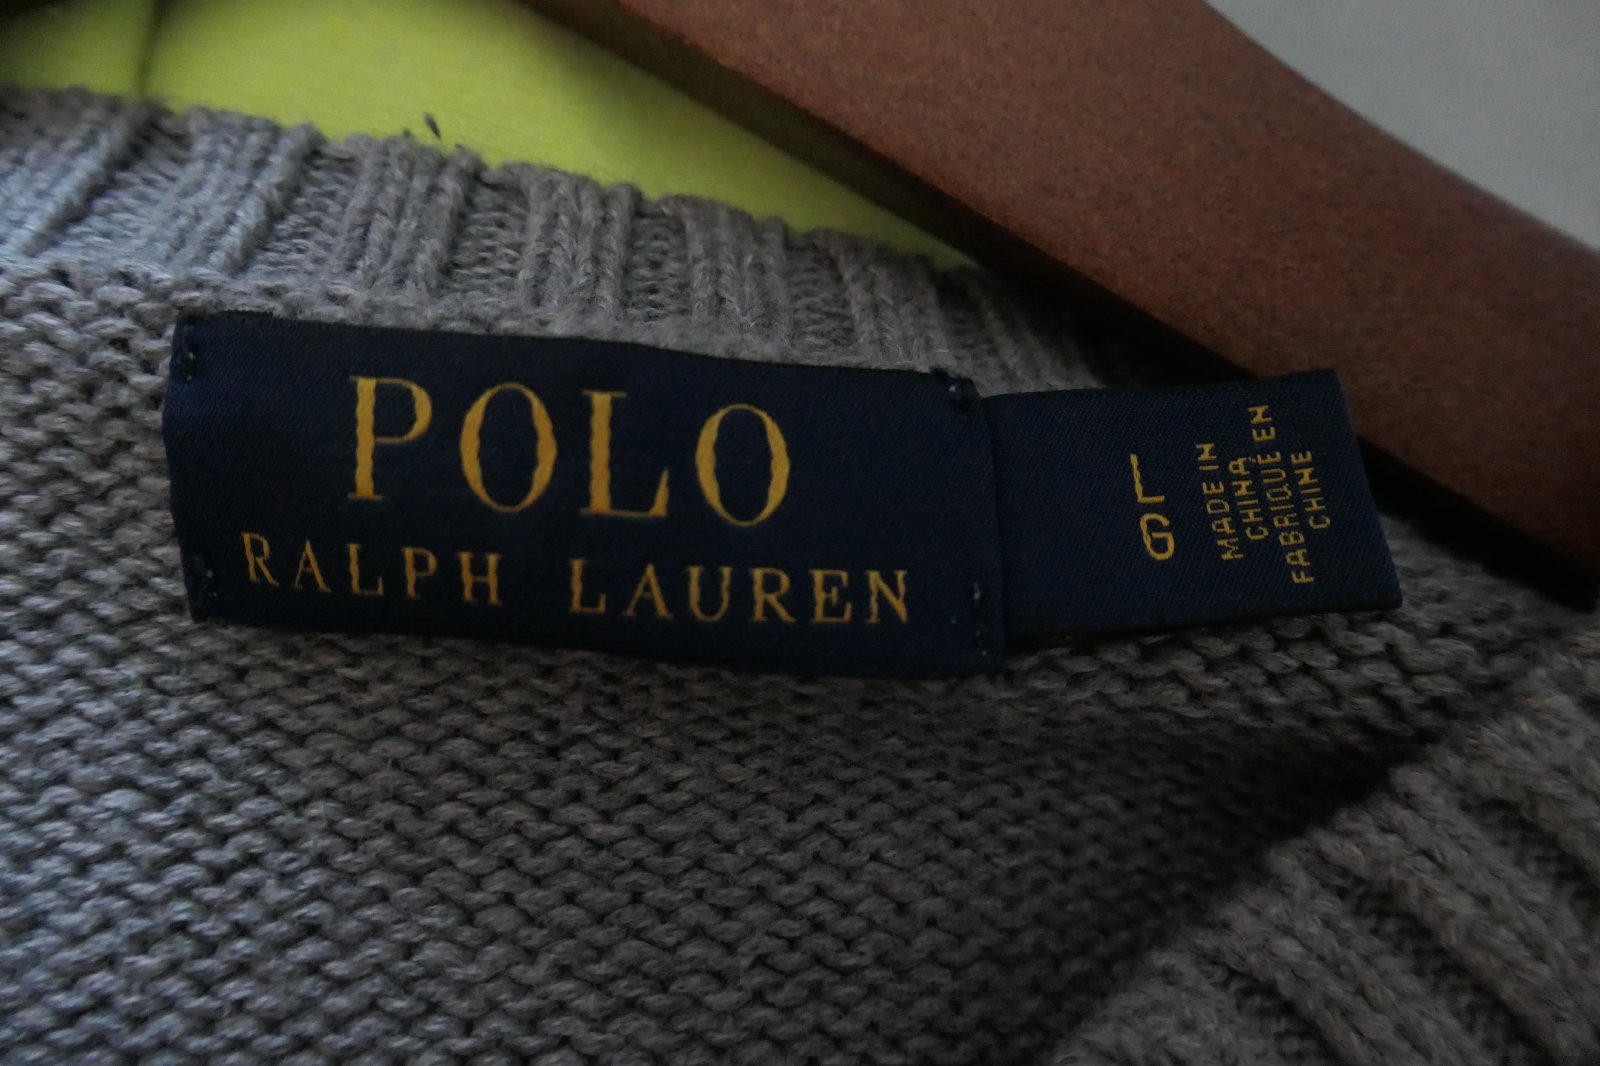 POLO
RALPH LAUREN
L
G
MADE IN
CHINA
FABRIQUÉ EN
CHINE